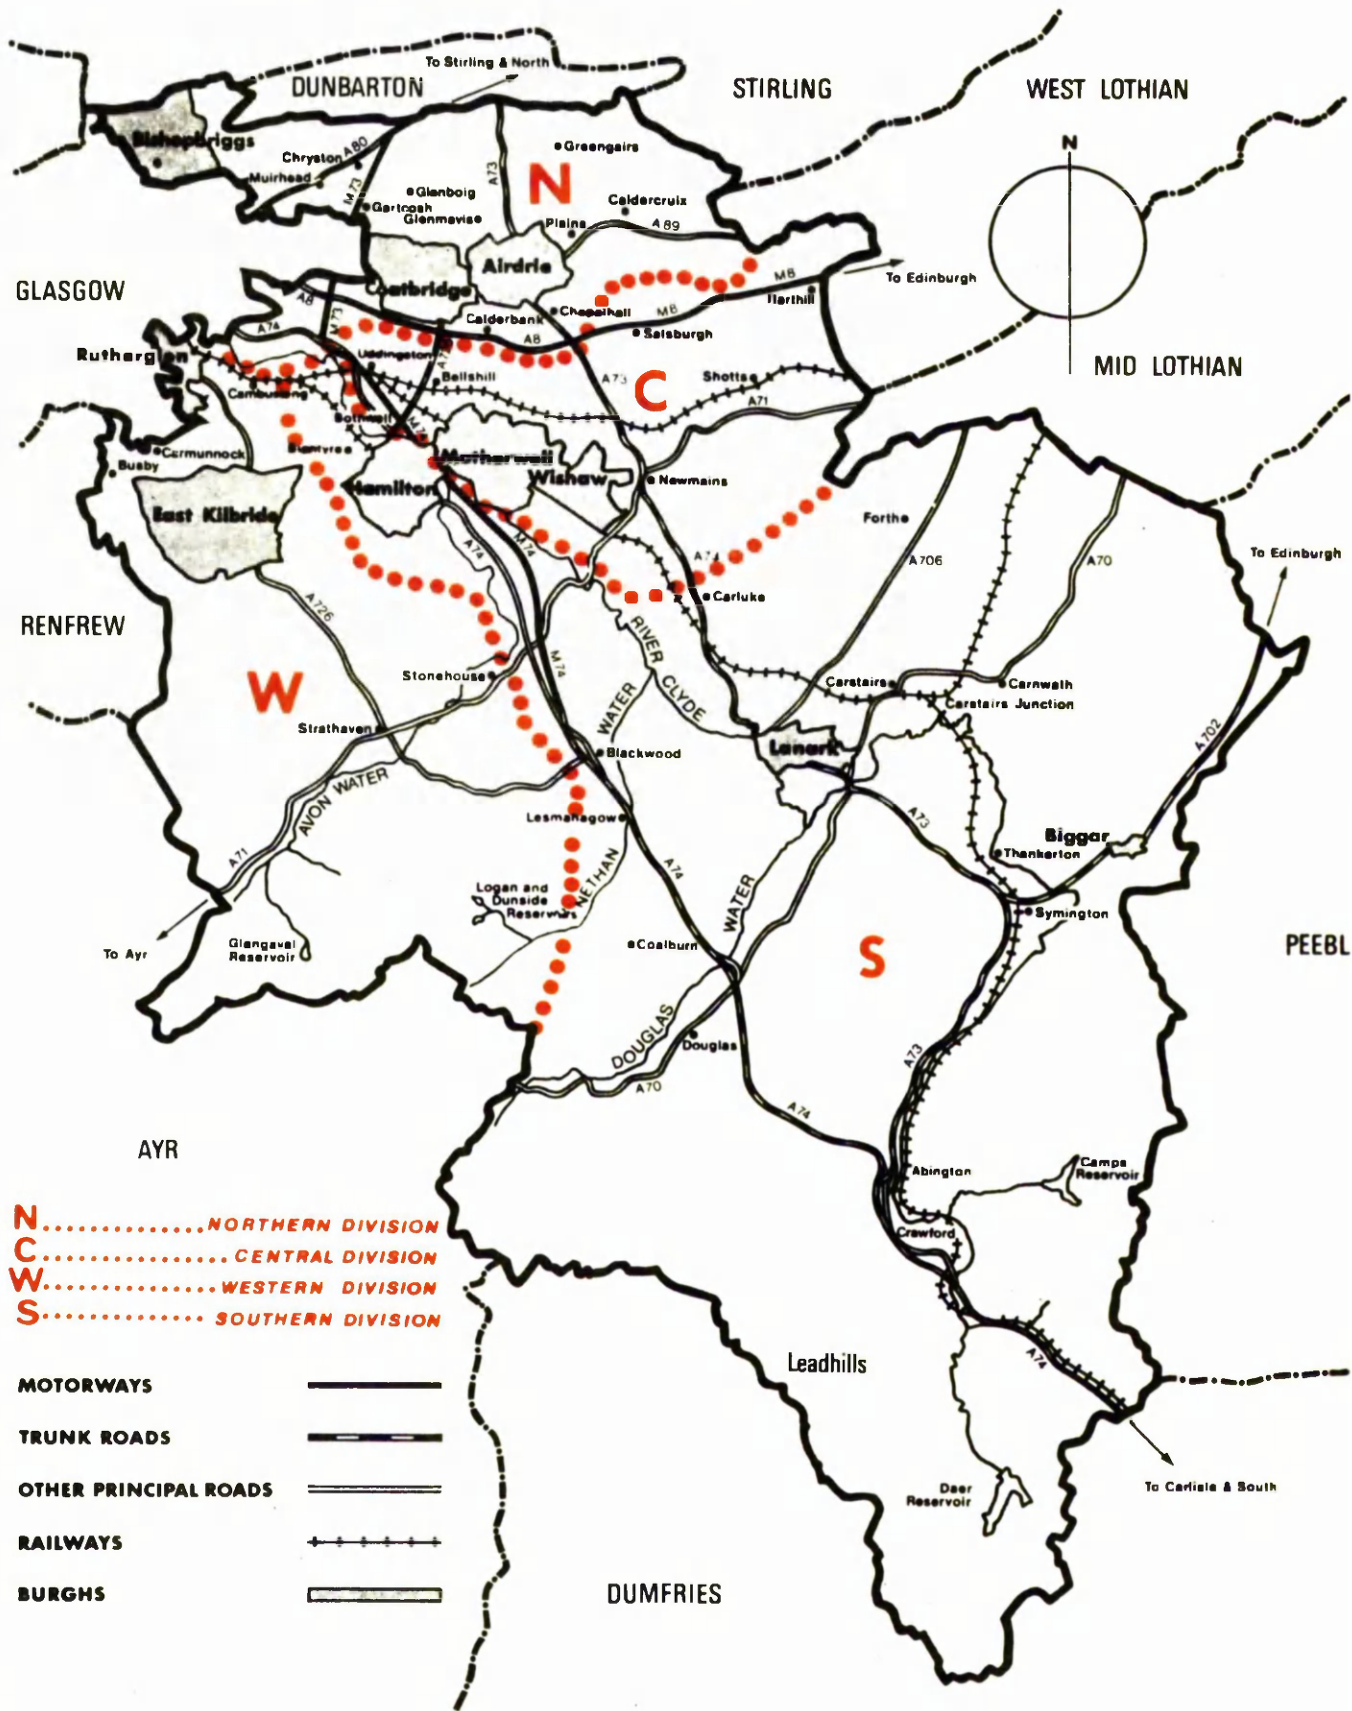 To Stirling & North
DUNBARTON
STIRLING
WEST LOTHIAN
N
Bishopbriggs
Chryston
A80
Greengairs
Muirhead
M73
A73
N
Glenboig
Gartcosh
Glenmavis
Caldercruix
Plains
A 89
Airdrie
GLASGOW
Coatbridge
M8
To Edinburgh
Harthill
A8
M73
Chapelhall
M8
Calderbank
A74
A8
Salsburgh
Rutherglen
Uddingston
Bellshill
MID LOTHIAN
Cambuslang
A73
C
Shotts
A71
Bothwell
M74
Carmunnock
Blantyre
Busby
Motherwell
Wishaw
Newmains
Hamilton
East Kilbride
Forth
A74
M74
A74
A706
A70
To Edinburgh
A726
Carluke
RENFREW
RIVER CLYDE
M74
W
Stonehouse
WATER
Carstairs
Carnwath
Carstairs Junction
Strathaven
Lanark
A702
Blackwood
AVON WATER
Lesmahagow
A73
Biggar
Thankerton
A71
A74
NETHAN
Logan and
Dunside
Reservoirs
WATER
Symington
To Ayr
Glengavel
Reservoir
Coalburn
S
PEEBL
DOUGLAS
Douglas
A73
A70
A74
AYR
Abington
Camps
Reservoir
Crawford
N..............NORTHERN DIVISION
C................CENTRAL DIVISION
W..............WESTERN DIVISION
S..............SOUTHERN DIVISION
Leadhills
A74
MOTORWAYS
TRUNK ROADS
OTHER PRINCIPAL ROADS
Daer
Reservoir
To Carlisle & South
RAILWAYS
BURGHS
DUMFRIES